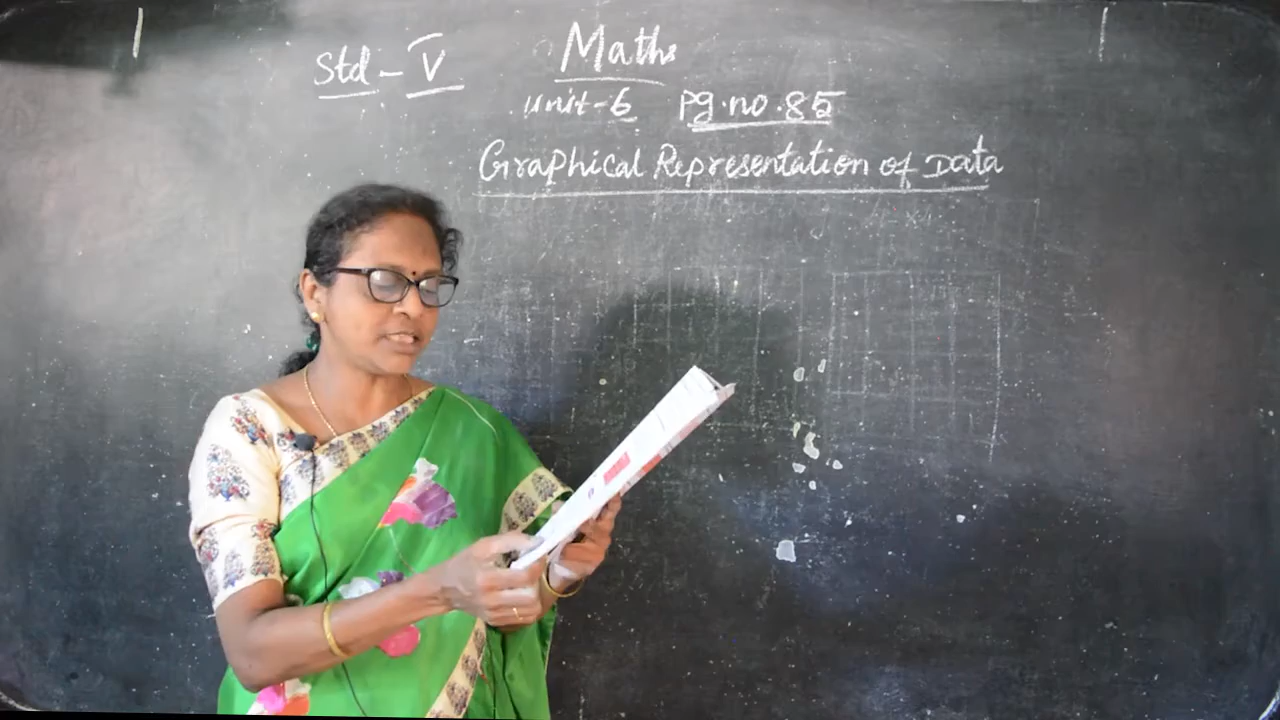 Std - V Maths
Unit-6 Pg.no.85
Graphical Representation of Data